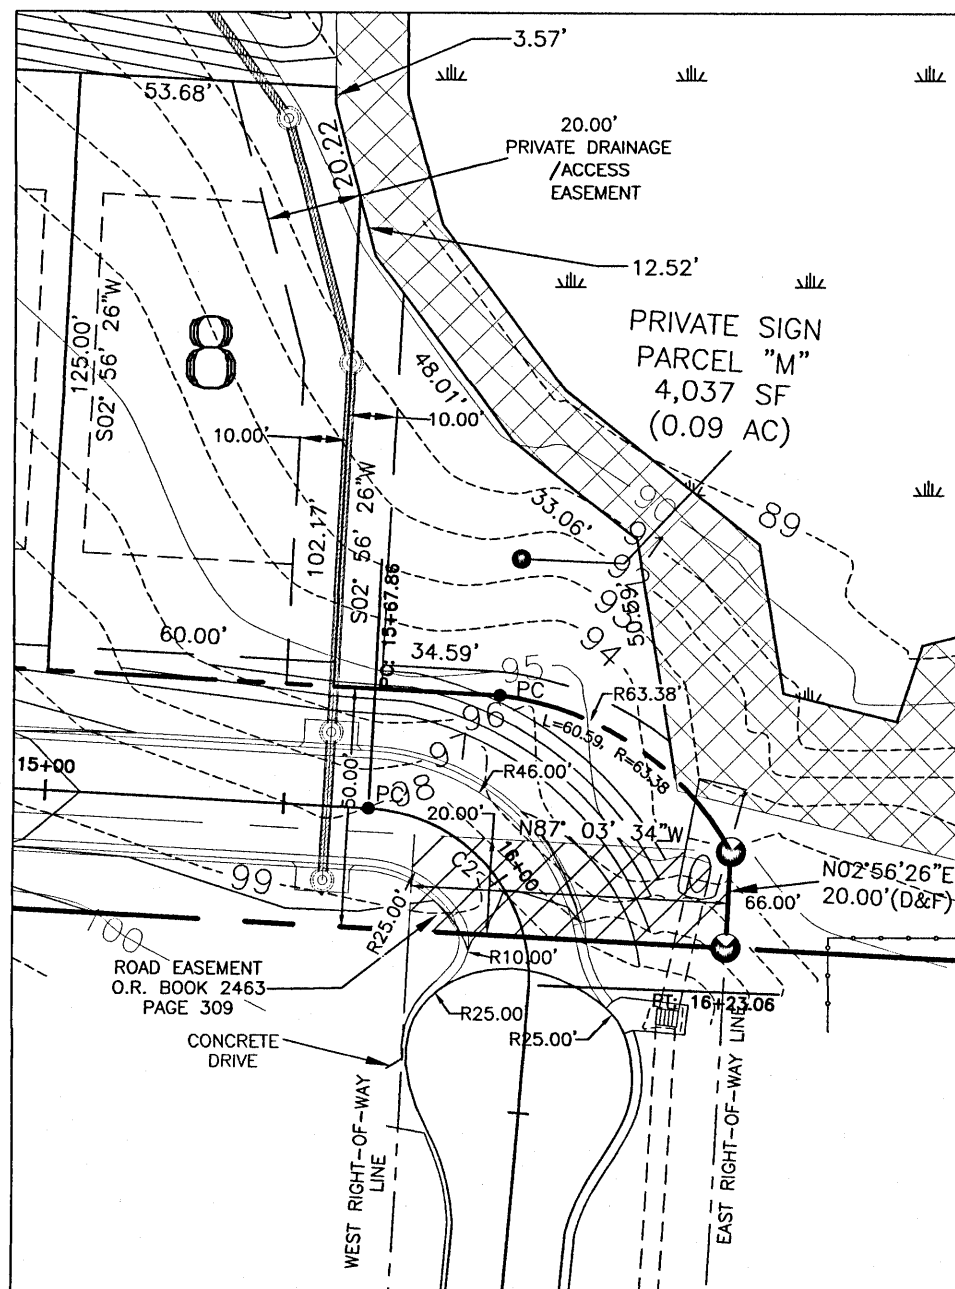 3.57'
53.68'
20.22
20.00'
PRIVATE DRAINAGE
/ACCESS
EASEMENT
12.52'
PRIVATE SIGN
PARCEL "M"
4,037 SF
(0.09 AC)
125.00'
S02° 56' 26"W
8
48.01'
10.00'
10.00'
102.17'
S02° 56' 26"W
PC: 15+67.86
33.06'
90
89
93
94
50.59'
60.00'
34.59'
95
PC
R63.38'
L=60.59,
R=63.38
96
97
98
15+00
50.00'
PC
R46.00'
20.00'
N87° 03' 34"W
16+00
C2
99
100
N02°56'26"E
20.00'(D&F)
66.00'
R25.00'
R10.00'
ROAD EASEMENT
O.R. BOOK 2463
PAGE 309
R25.00'
R25.00'
PT: 16+23.06
CONCRETE
DRIVE
WEST RIGHT-OF-WAY
LINE
EAST RIGHT-OF-WAY LINE